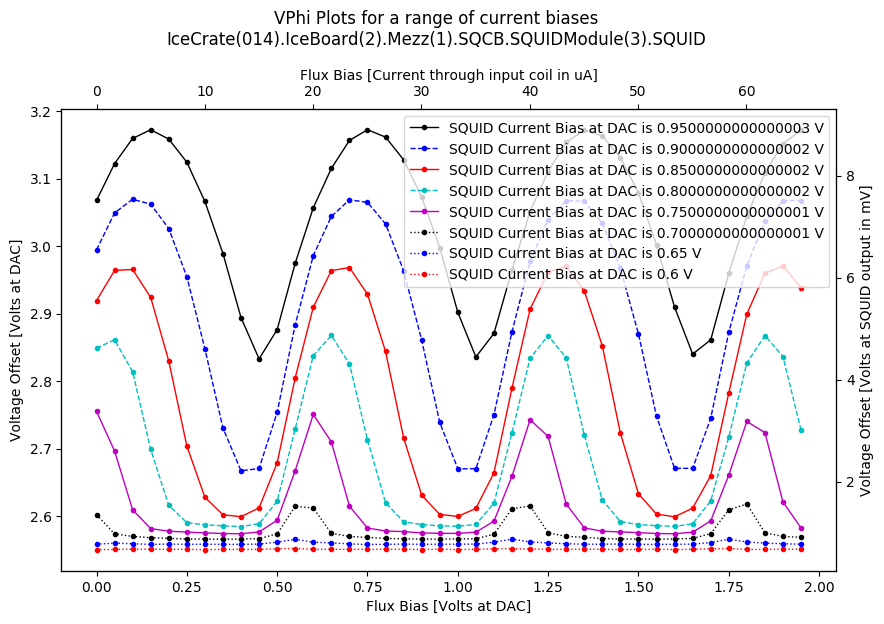 VPhi Plots for a range of current biases
IceCrate(014).IceBoard(2).Mezz(1).SQCB.SQUIDModule(3).SQUID
Flux Bias [Current through input coil in uA]
0 10 20 30 40 50 60
SQUID Current Bias at DAC is 0.9500000000000003 V
SQUID Current Bias at DAC is 0.9000000000000002 V
SQUID Current Bias at DAC is 0.8500000000000002 V
SQUID Current Bias at DAC is 0.8000000000000002 V
SQUID Current Bias at DAC is 0.7500000000000001 V
SQUID Current Bias at DAC is 0.7000000000000001 V
SQUID Current Bias at DAC is 0.65 V
SQUID Current Bias at DAC is 0.6 V
Voltage Offset [Volts at DAC]
3.2
3.1
3.0
2.9
2.8
2.7
2.6
Voltage Offset [Volts at SQUID output in mV]
8
6
4
2
0.00 0.25 0.50 0.75 1.00 1.25 1.50 1.75 2.00
Flux Bias [Volts at DAC]